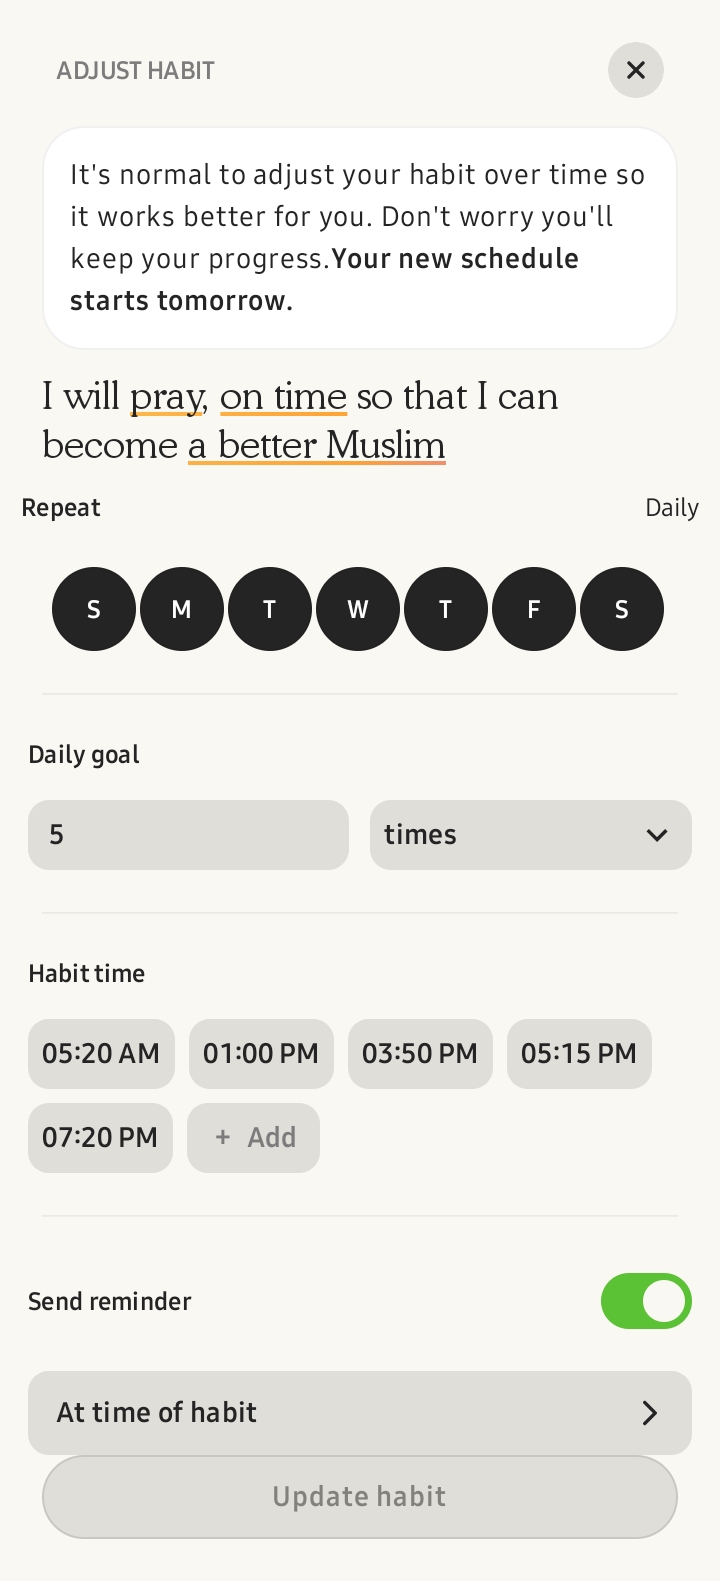 ADJUST HABIT
It's normal to adjust your habit over time so
it works better for you. Don't worry you'll
keep your progress.Your new schedule
starts tomorrow.
I will pray, on time so that I can
become a better Muslim
Repeat Daily
S M T W T F S
Daily goal
5 times
Habit time
05:20 AM 01:00 PM 03:50 PM 05:15 PM
07:20 PM + Add
Send reminder
At time of habit
Update habit